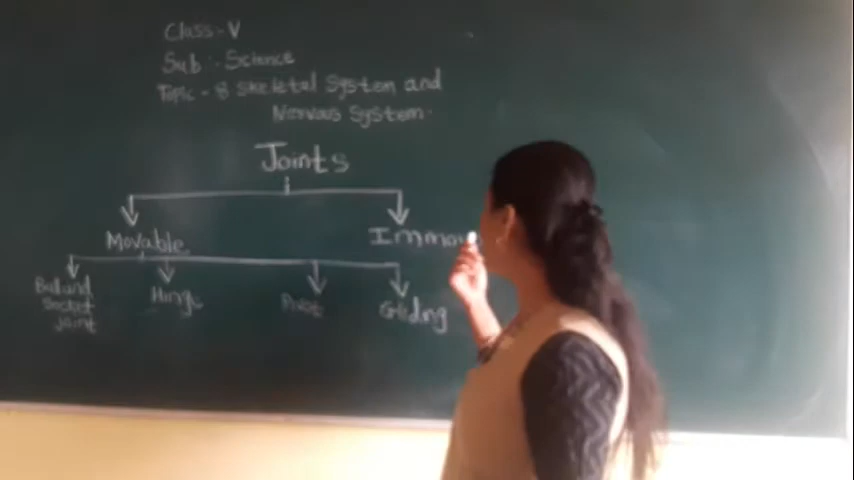 Class:- V
Sub :- Science
Topic - 8 Skeletal System and
Nervous System.
Joints
Movable
Immov
Ball and
Socket
Joint
Hinge
Pivot
Gliding